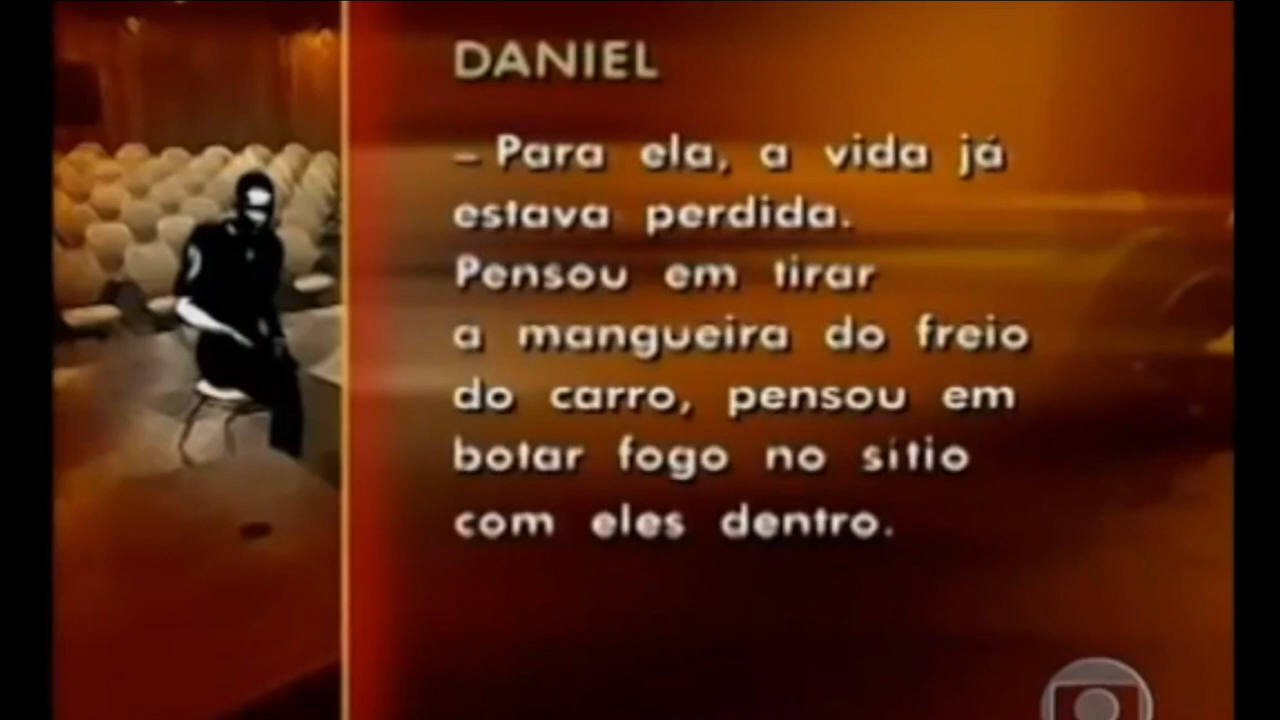 DANIEL
– Para ela, a vida já
estava perdida.
Pensou em tirar
a mangueira do freio
do carro, pensou em
botar fogo no sítio
com eles dentro.